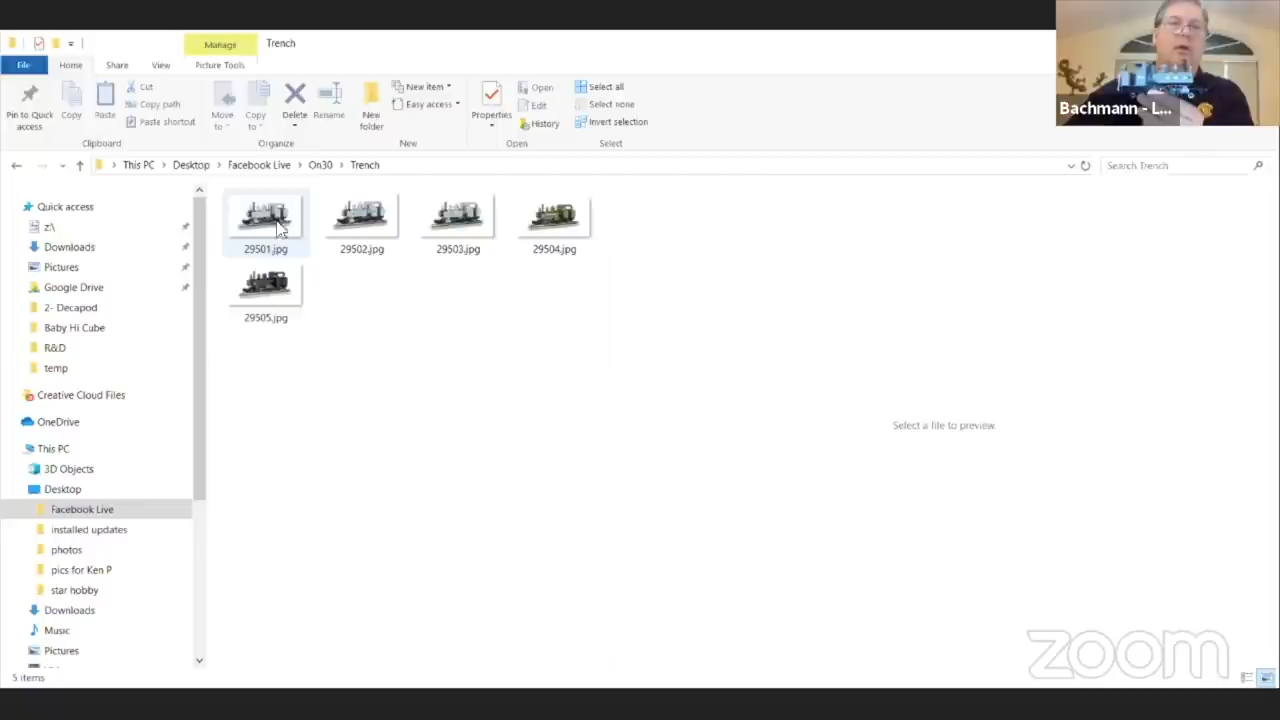 Manage
Trench
File
Home
Share
View
Picture Tools
Pin to Quick access
Copy
Paste
Cut
Copy path
Paste shortcut
Move to
Copy to
Delete
Rename
New folder
New item
Easy access
Properties
Open
Edit
History
Select all
Select none
Invert selection
Clipboard
Organize
New
Open
Select
This PC > Desktop > Facebook Live > On30 > Trench
Search Trench
Quick access
z:\
Downloads
Pictures
Google Drive
2- Decapod
Baby Hi Cube
R&D
temp
Creative Cloud Files
OneDrive
This PC
3D Objects
Desktop
Facebook Live
installed updates
photos
pics for Ken P
star hobby
Downloads
Music
Pictures
29501.jpg
29502.jpg
29503.jpg
29504.jpg
29505.jpg
Select a file to preview.
5 items
Bachmann - L...
zoom